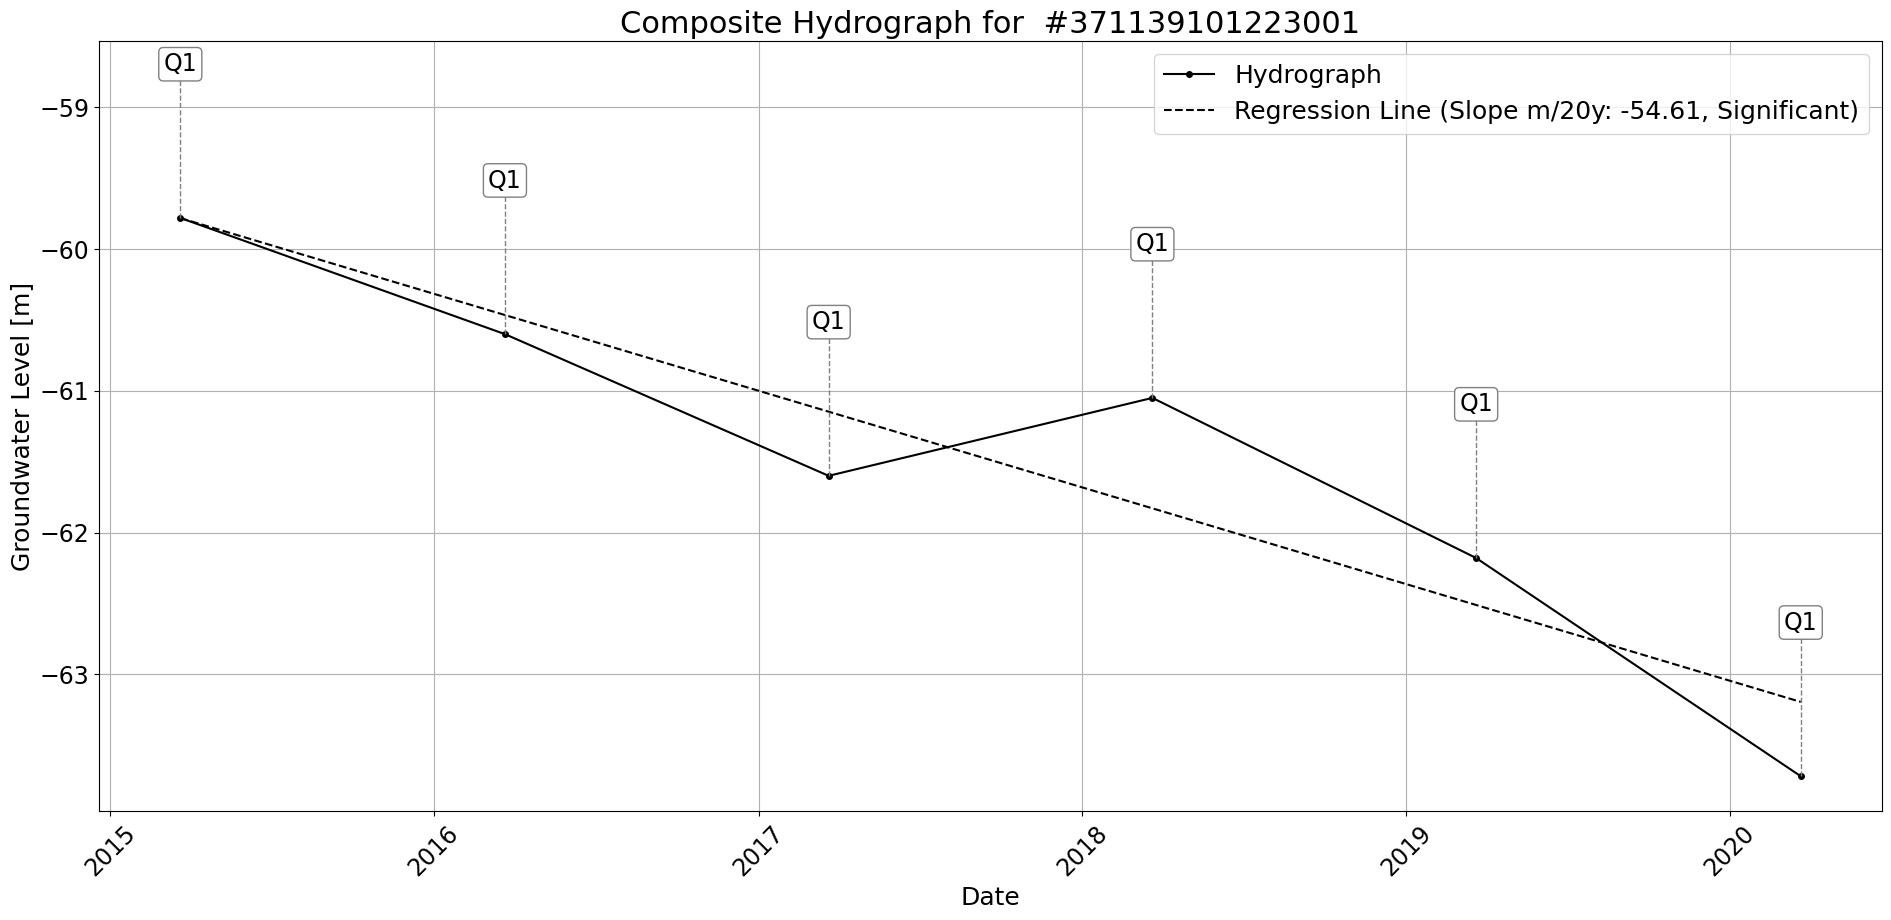 Composite Hydrograph for  #371139101223001
Hydrograph
Regression Line (Slope m/20y: -54.61, Significant)
Q1
Q1
Q1
Q1
Q1
Q1
Groundwater Level [m]
−59
−60
−61
−62
−63
2015
2016
2017
2018
2019
2020
Date